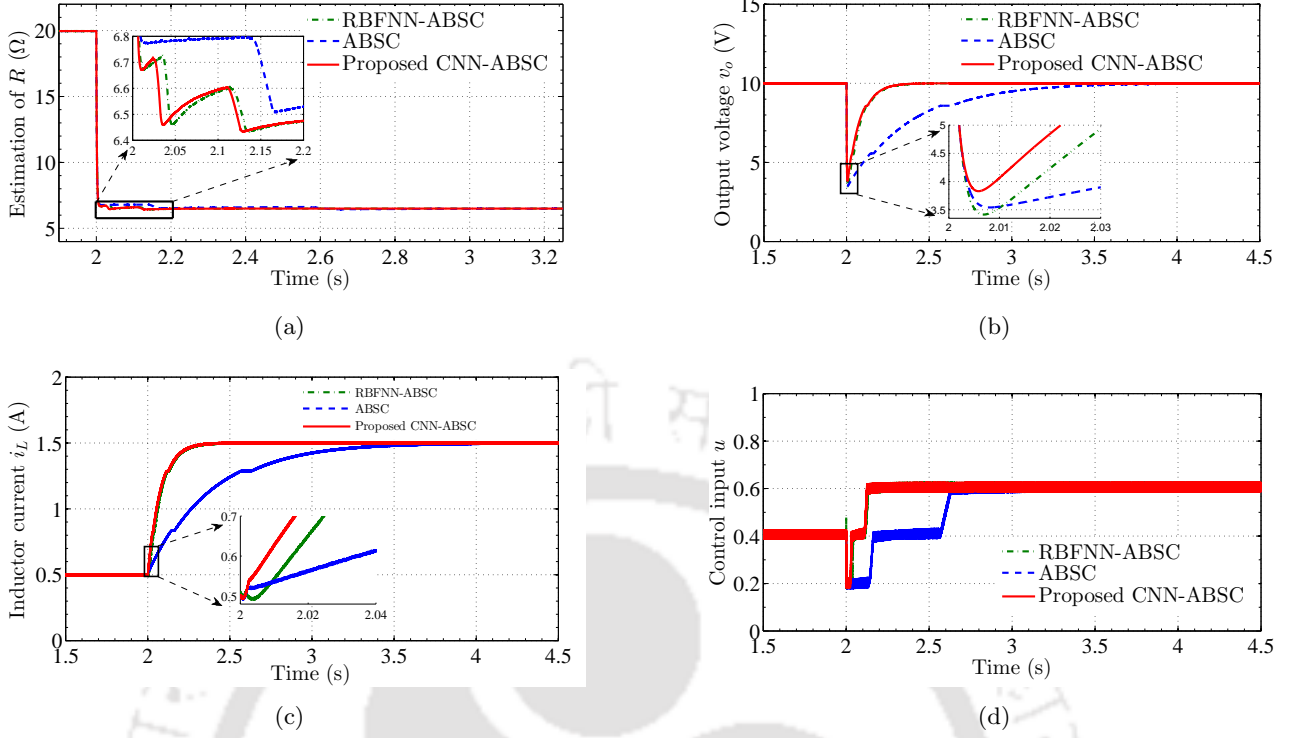 RBFNN-ABSC
ABSC
Proposed CNN-ABSC
Estimation of R (Ω)
20
15
10
5
6.8
6.7
6.6
6.5
6.4
2 2.05 2.1 2.15 2.2
2 2.2 2.4 2.6 2.8 3 3.2
Time (s)
(a)
RBFNN-ABSC
ABSC
Proposed CNN-ABSC
Output voltage v_o (V)
15
10
5
0
5
4.5
4
3.5
2 2.01 2.02 2.03
1.5 2 2.5 3 3.5 4 4.5
Time (s)
(b)
RBFNN-ABSC
ABSC
Proposed CNN-ABSC
Inductor current i_L (A)
2
1.5
1
0.5
0
0.7
0.6
0.5
2 2.02 2.04
1.5 2 2.5 3 3.5 4 4.5
Time (s)
(c)
Control input u
1
0.8
0.6
0.4
0.2
0
RBFNN-ABSC
ABSC
Proposed CNN-ABSC
1.5 2 2.5 3 3.5 4 4.5
Time (s)
(d)